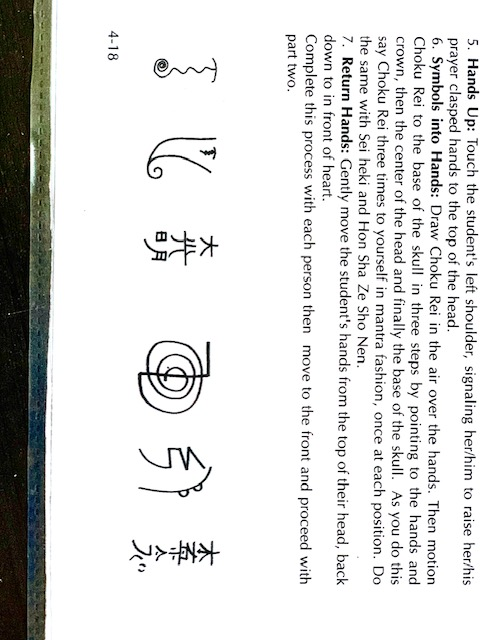 5. Hands Up: Touch the student's left shoulder, signaling her/him to raise her/his
prayer clasped hands to the top of the head.
6. Symbols into Hands: Draw Choku Rei in the air over the hands. Then motion
Choku Rei to the base of the skull in three steps by pointing to the hands and
crown, then the center of the head and finally the base of the skull. As you do this
say Choku Rei three times to yourself in mantra fashion, once at each position. Do
the same with Sei heki and Hon Sha Ze Sho Nen.
7. Return Hands: Gently move the student's hands from the top of their head, back
down to in front of heart.
Complete this process with each person then move to the front and proceed with
part two.
4-18